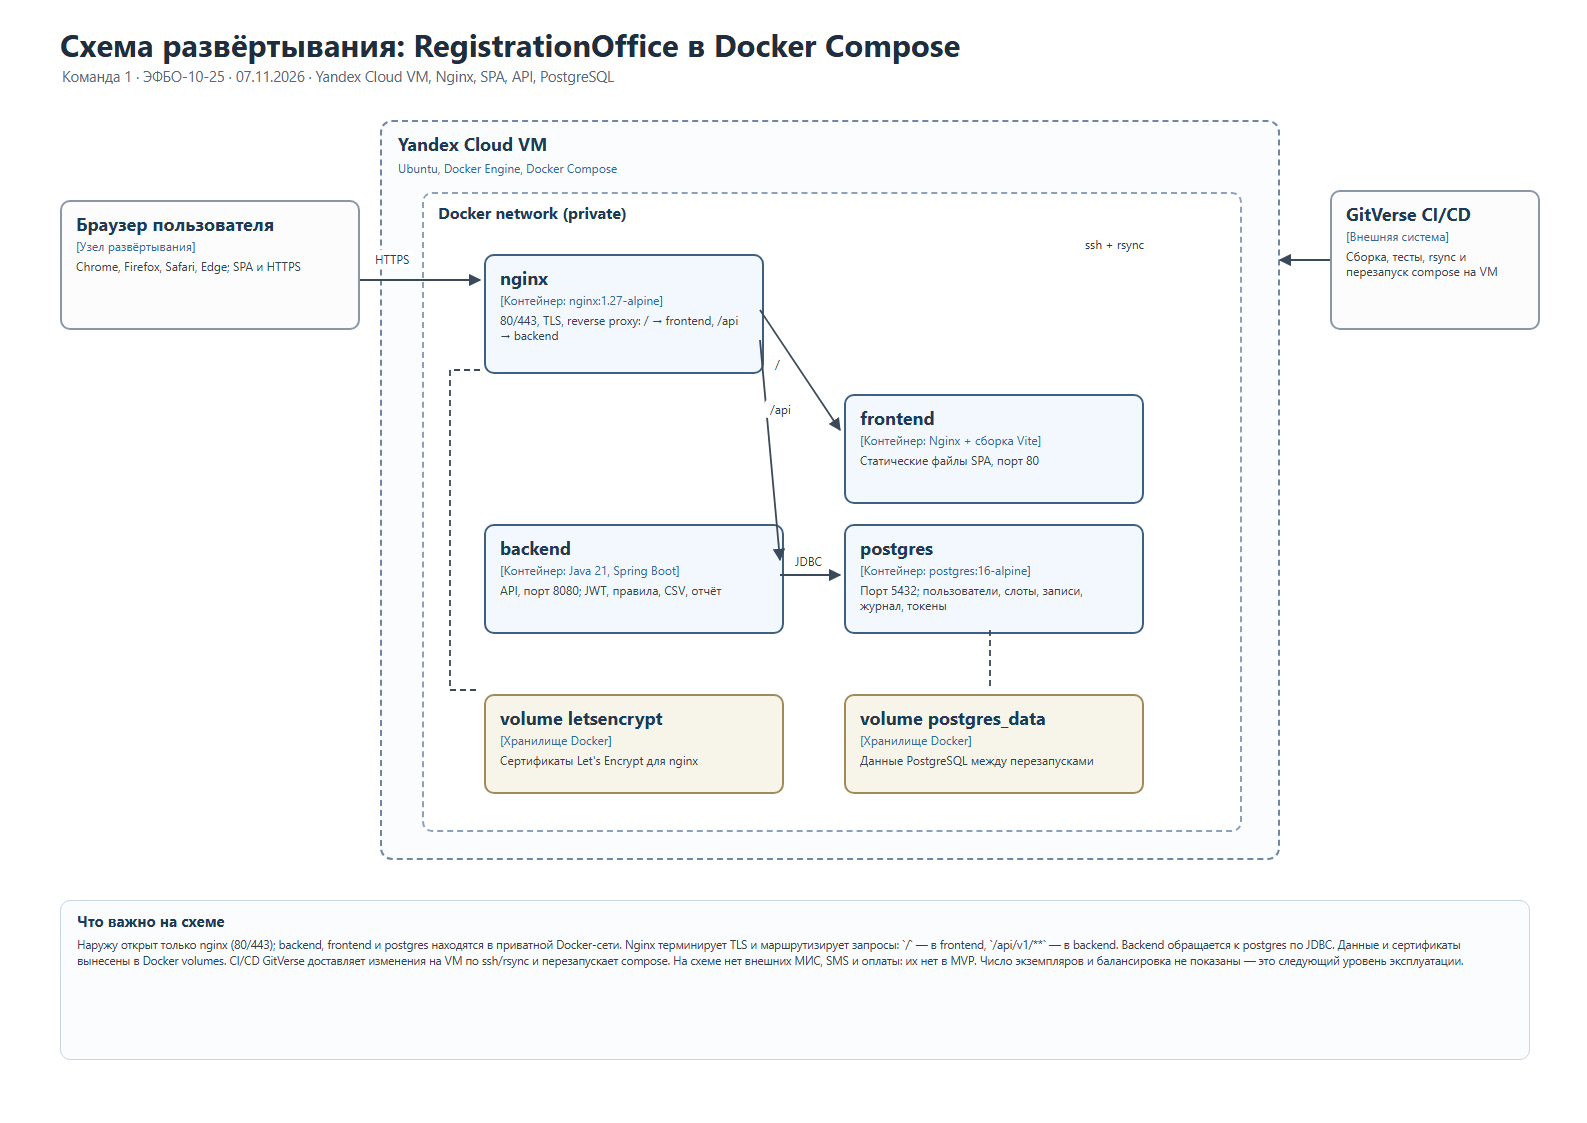 Схема развёртывания: RegistrationOffice в Docker Compose
Команда 1 · ЭФБО-10-25 · 07.11.2026 · Yandex Cloud VM, Nginx, SPA, API, PostgreSQL
Yandex Cloud VM
Ubuntu, Docker Engine, Docker Compose
Docker network (private)
Браузер пользователя
[Узел развёртывания]
Chrome, Firefox, Safari, Edge; SPA и HTTPS
HTTPS
nginx
[Контейнер: nginx:1.27-alpine]
80/443, TLS, reverse proxy: / → frontend, /api
→ backend
ssh + rsync
GitVerse CI/CD
[Внешняя система]
Сборка, тесты, rsync и
перезапуск compose на VM
/
/api
frontend
[Контейнер: Nginx + сборка Vite]
Статические файлы SPA, порт 80
backend
[Контейнер: Java 21, Spring Boot]
API, порт 8080; JWT, правила, CSV, отчёт
JDBC
postgres
[Контейнер: postgres:16-alpine]
Порт 5432; пользователи, слоты, записи,
журнал, токены
volume letsencrypt
[Хранилище Docker]
Сертификаты Let's Encrypt для nginx
volume postgres_data
[Хранилище Docker]
Данные PostgreSQL между перезапусками
Что важно на схеме
Наружу открыт только nginx (80/443); backend, frontend и postgres находятся в приватной Docker-сети. Nginx терминирует TLS и маршрутизирует запросы: `/` — в frontend, `/api/v1/**` — в backend. Backend обращается к postgres по JDBC. Данные и сертификаты
вынесены в Docker volumes. CI/CD GitVerse доставляет изменения на VM по ssh/rsync и перезапускает compose. На схеме нет внешних МИС, SMS и оплаты: их нет в MVP. Число экземпляров и балансировка не показаны — это следующий уровень эксплуатации.